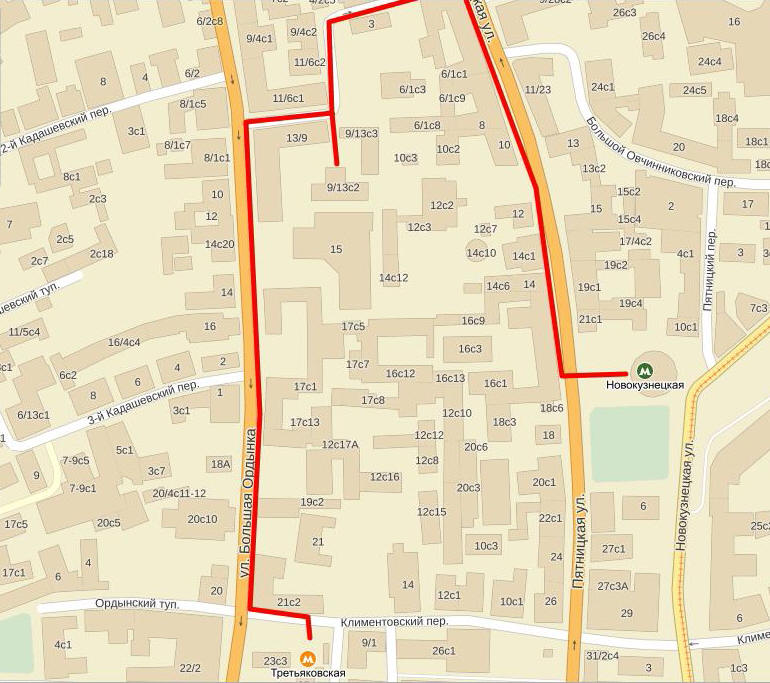 6/2с8
9/4с1
9/4с2
3
кая ул.
26с3
16
24с4
6/2
4
8
11/6с2
6/1с1
24с5
8/1с5
11/6с1
6/1с3
6/1с9
11/23
24с1
18с4
2-й Кадашевский пер.
3с1
13/9
9/13с3
6/1с8
8
Большой Овчинниковский пер.
8/1с7
8/1с1
10с3
10с2
10
13
20
18с1
8с1
9/13с2
13с2
2с3
10
12с2
15с2
7
12
12с3
12
15
2
17
15с4
2с5
14с20
15
12с7
17/4с2
2с18
14с10
14с1
4с1
3
2с7
19с2
Пятницкий пер.
14с12
шевский туп.
14
14с6
14
19с1
19с4
7с3
11/5с4
16
17с5
16с9
21с1
10с1
16/4с4
16с3
6с2
4
2
17с7
16с12
16с13
16с1
Новокузнецкая
8
6
3-й Кадашевский пер.
1
17с1
17с8
6/13с1
3с1
17с13
12с10
18с3
18с6
5с1
12с17А
12с12
18
7-9с5
18А
12с8
20с6
9
3с7
ул. Большая Ордынка
12с16
7-9с1
20/4с11-12
20с3
20с1
Новокузнецкая ул.
19с2
12с15
6
17с5
20с5
20с10
22с1
Пятницкая ул.
25с
21
10с3
27с1
4
24
17с1
6
14
27с3А
20
12с1
10с1
26
Ордынский туп.
21с2
29
Климентовский пер.
6
4с1
9/1
26с1
22/2
23с3
31/2с4
3
1с3
Третьяковская